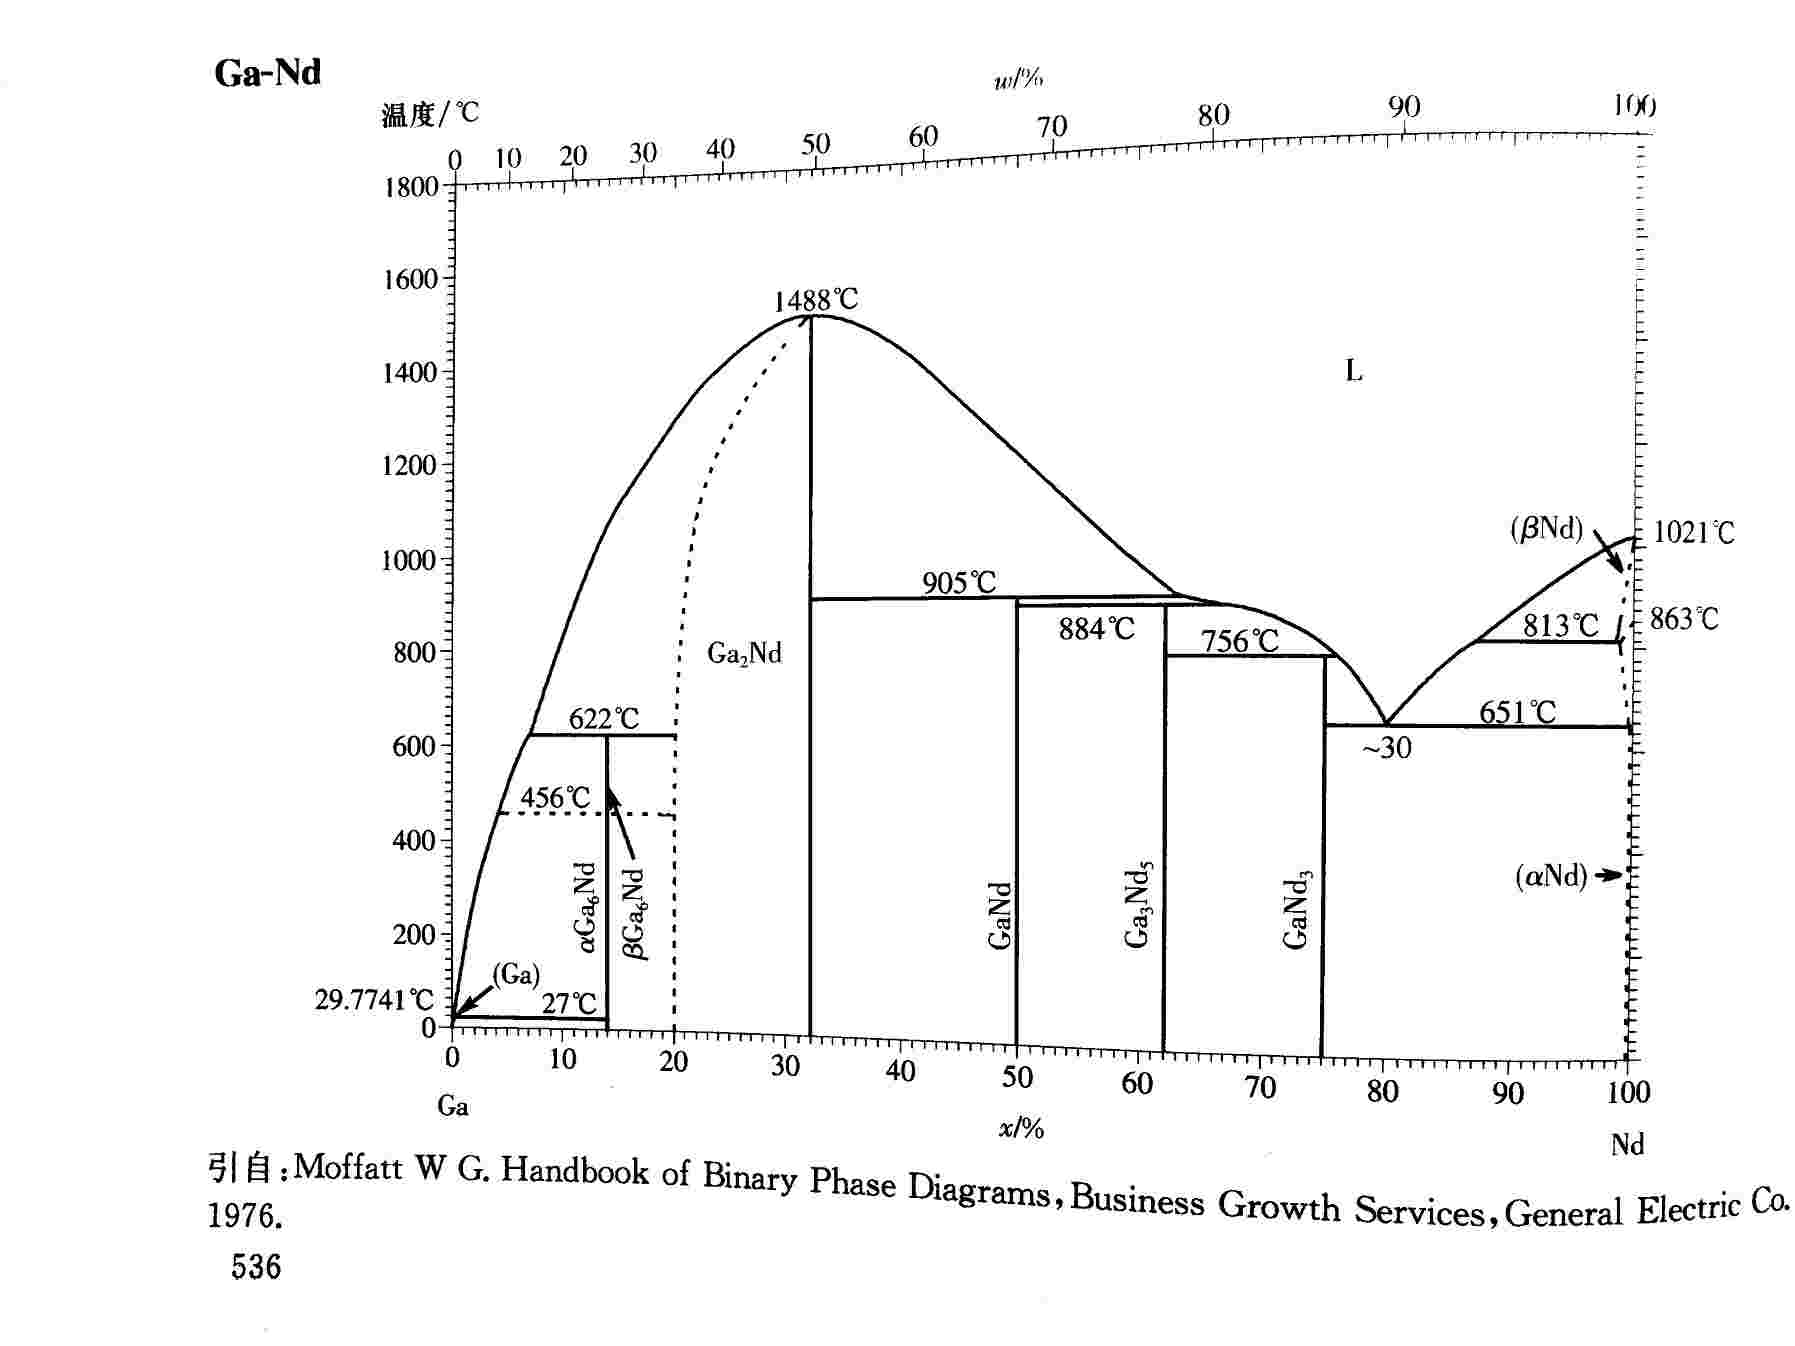 Ga-Nd
w/%
温度/℃
0 10 20 30 40 50 60 70 80 90 100
1800
1600
1488℃
1400
L
1200
(βNd)
1021℃
1000
905℃
884℃
813℃
863℃
756℃
800
Ga₂Nd
622℃
651℃
600
~30
456℃
400
αGa₆Nd
βGa₆Nd
GaNd
Ga₃Nd₅
GaNd₃
(αNd)
200
(Ga)
29.7741℃
27℃
0
0 10 20 30 40 50 60 70 80 90 100
Ga
x/%
Nd
引自:Moffatt W G. Handbook of Binary Phase Diagrams, Business Growth Services, General Electric Co.
1976.
536